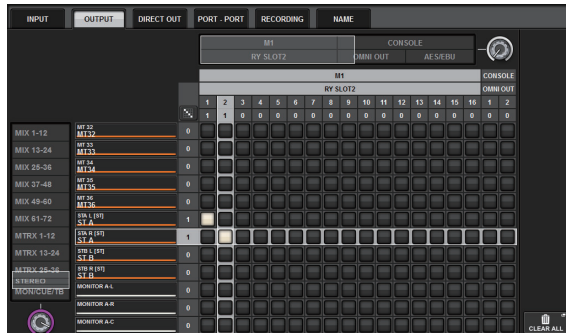 INPUT OUTPUT DIRECT OUT PORT - PORT RECORDING NAME
M1 CONSOLE
RY SLOT2 OMNI OUT AES/EBU
M1 CONSOLE
RY SLOT2 OMNI OUT
1 2 3 4 5 6 7 8 9 10 11 12 13 14 15 16 1 2
1 1 0 0 0 0 0 0 0 0 0 0 0 0 0 0 0 0
MIX 1-12 MT 32
MT32 0
MIX 13-24 MT 33
MT33 0
MIX 25-36 MT 34
MT34 0
MIX 37-48 MT 35
MT35 0
MIX 49-60 MT 36
MT36 0
MIX 61-72 STA L [ST]
ST A 1
MTRX 1-12 STA R [ST]
ST A 1
MTRX 13-24 STB L [ST]
ST B 0
MTRX 25-36 STB R [ST]
ST B 0
STEREO
MON/CUE/TB MONITOR A-L 0
MONITOR A-R 0
MONITOR A-C 0
CLEAR ALL